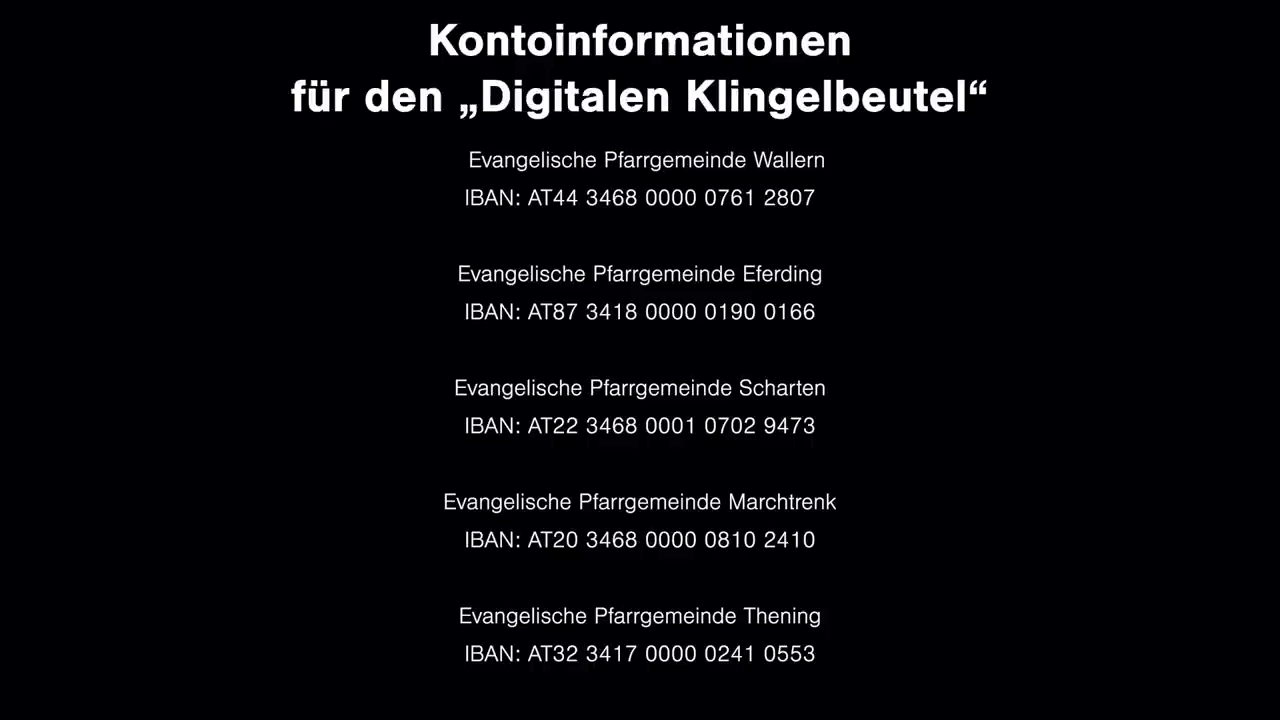 Kontoinformationen
für den „Digitalen Klingelbeutel“
Evangelische Pfarrgemeinde Wallern
IBAN: AT44 3468 0000 0761 2807
Evangelische Pfarrgemeinde Eferding
IBAN: AT87 3418 0000 0190 0166
Evangelische Pfarrgemeinde Scharten
IBAN: AT22 3468 0001 0702 9473
Evangelische Pfarrgemeinde Marchtrenk
IBAN: AT20 3468 0000 0810 2410
Evangelische Pfarrgemeinde Thening
IBAN: AT32 3417 0000 0241 0553